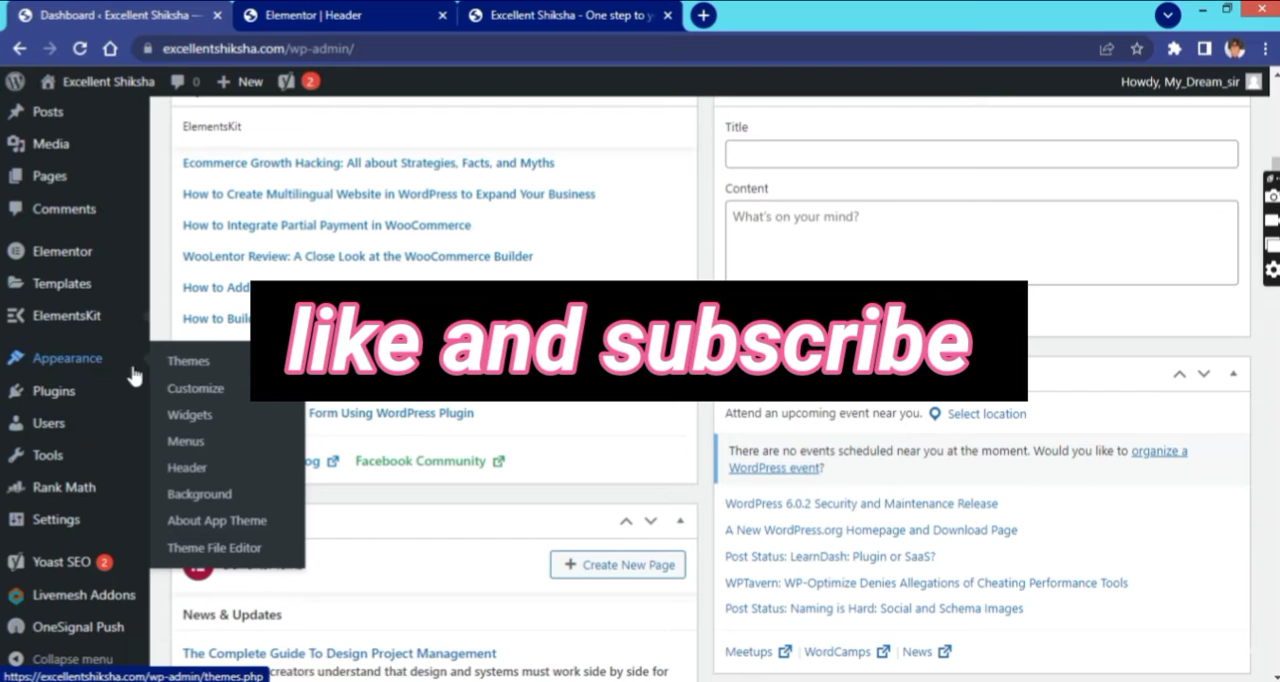 Dashboard ‹ Excellent Shiksha -
Elementor | Header
Excellent Shiksha - One step to y
excellentshiksha.com/wp-admin/
Excellent Shiksha 0 + New 2
Howdy, My_Dream_sir
Posts
Media
Pages
Comments
Elementor
Templates
ElementsKit
Appearance
Plugins
Users
Tools
Rank Math
Settings
Yoast SEO 2
Livemesh Addons
OneSignal Push
Collapse menu
https://excellentshiksha.com/wp-admin/themes.php
Themes
Customize
Widgets
Menus
Header
Background
About App Theme
Theme File Editor
ElementsKit
Ecommerce Growth Hacking: All about Strategies, Facts, and Myths
How to Create Multilingual Website in WordPress to Expand Your Business
How to Integrate Partial Payment in WooCommerce
WooLentor Review: A Close Look at the WooCommerce Builder
How to Add
How to Buil
like and subscribe
Form Using WordPress Plugin
og Facebook Community
+ Create New Page
News & Updates
The Complete Guide To Design Project Management
creators understand that design and systems must work side by side for
Title
Content
What's on your mind?
Attend an upcoming event near you. Select location
There are no events scheduled near you at the moment. Would you like to organize a
WordPress event?
WordPress 6.0.2 Security and Maintenance Release
A New WordPress.org Homepage and Download Page
Post Status: LearnDash: Plugin or SaaS?
WPTavern: WP-Optimize Denies Allegations of Cheating Performance Tools
Post Status: Naming is Hard: Social and Schema Images
Meetups | WordCamps | News